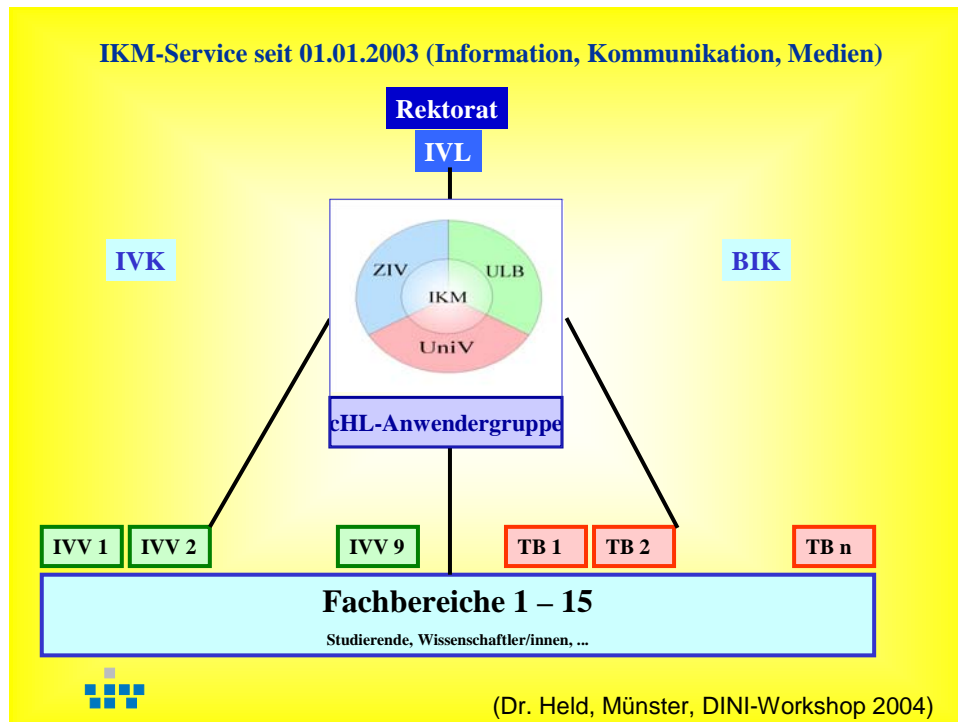 IKM-Service seit 01.01.2003 (Information, Kommunikation, Medien)
Rektorat
IVL
IVK
BIK
ZIV
ULB
IKM
UniV
cHL-Anwendergruppe
IVV 1
IVV 2
IVV 9
TB 1
TB 2
TB n
Fachbereiche 1 – 15
Studierende, Wissenschaftler/innen, ...
(Dr. Held, Münster, DINI-Workshop 2004)